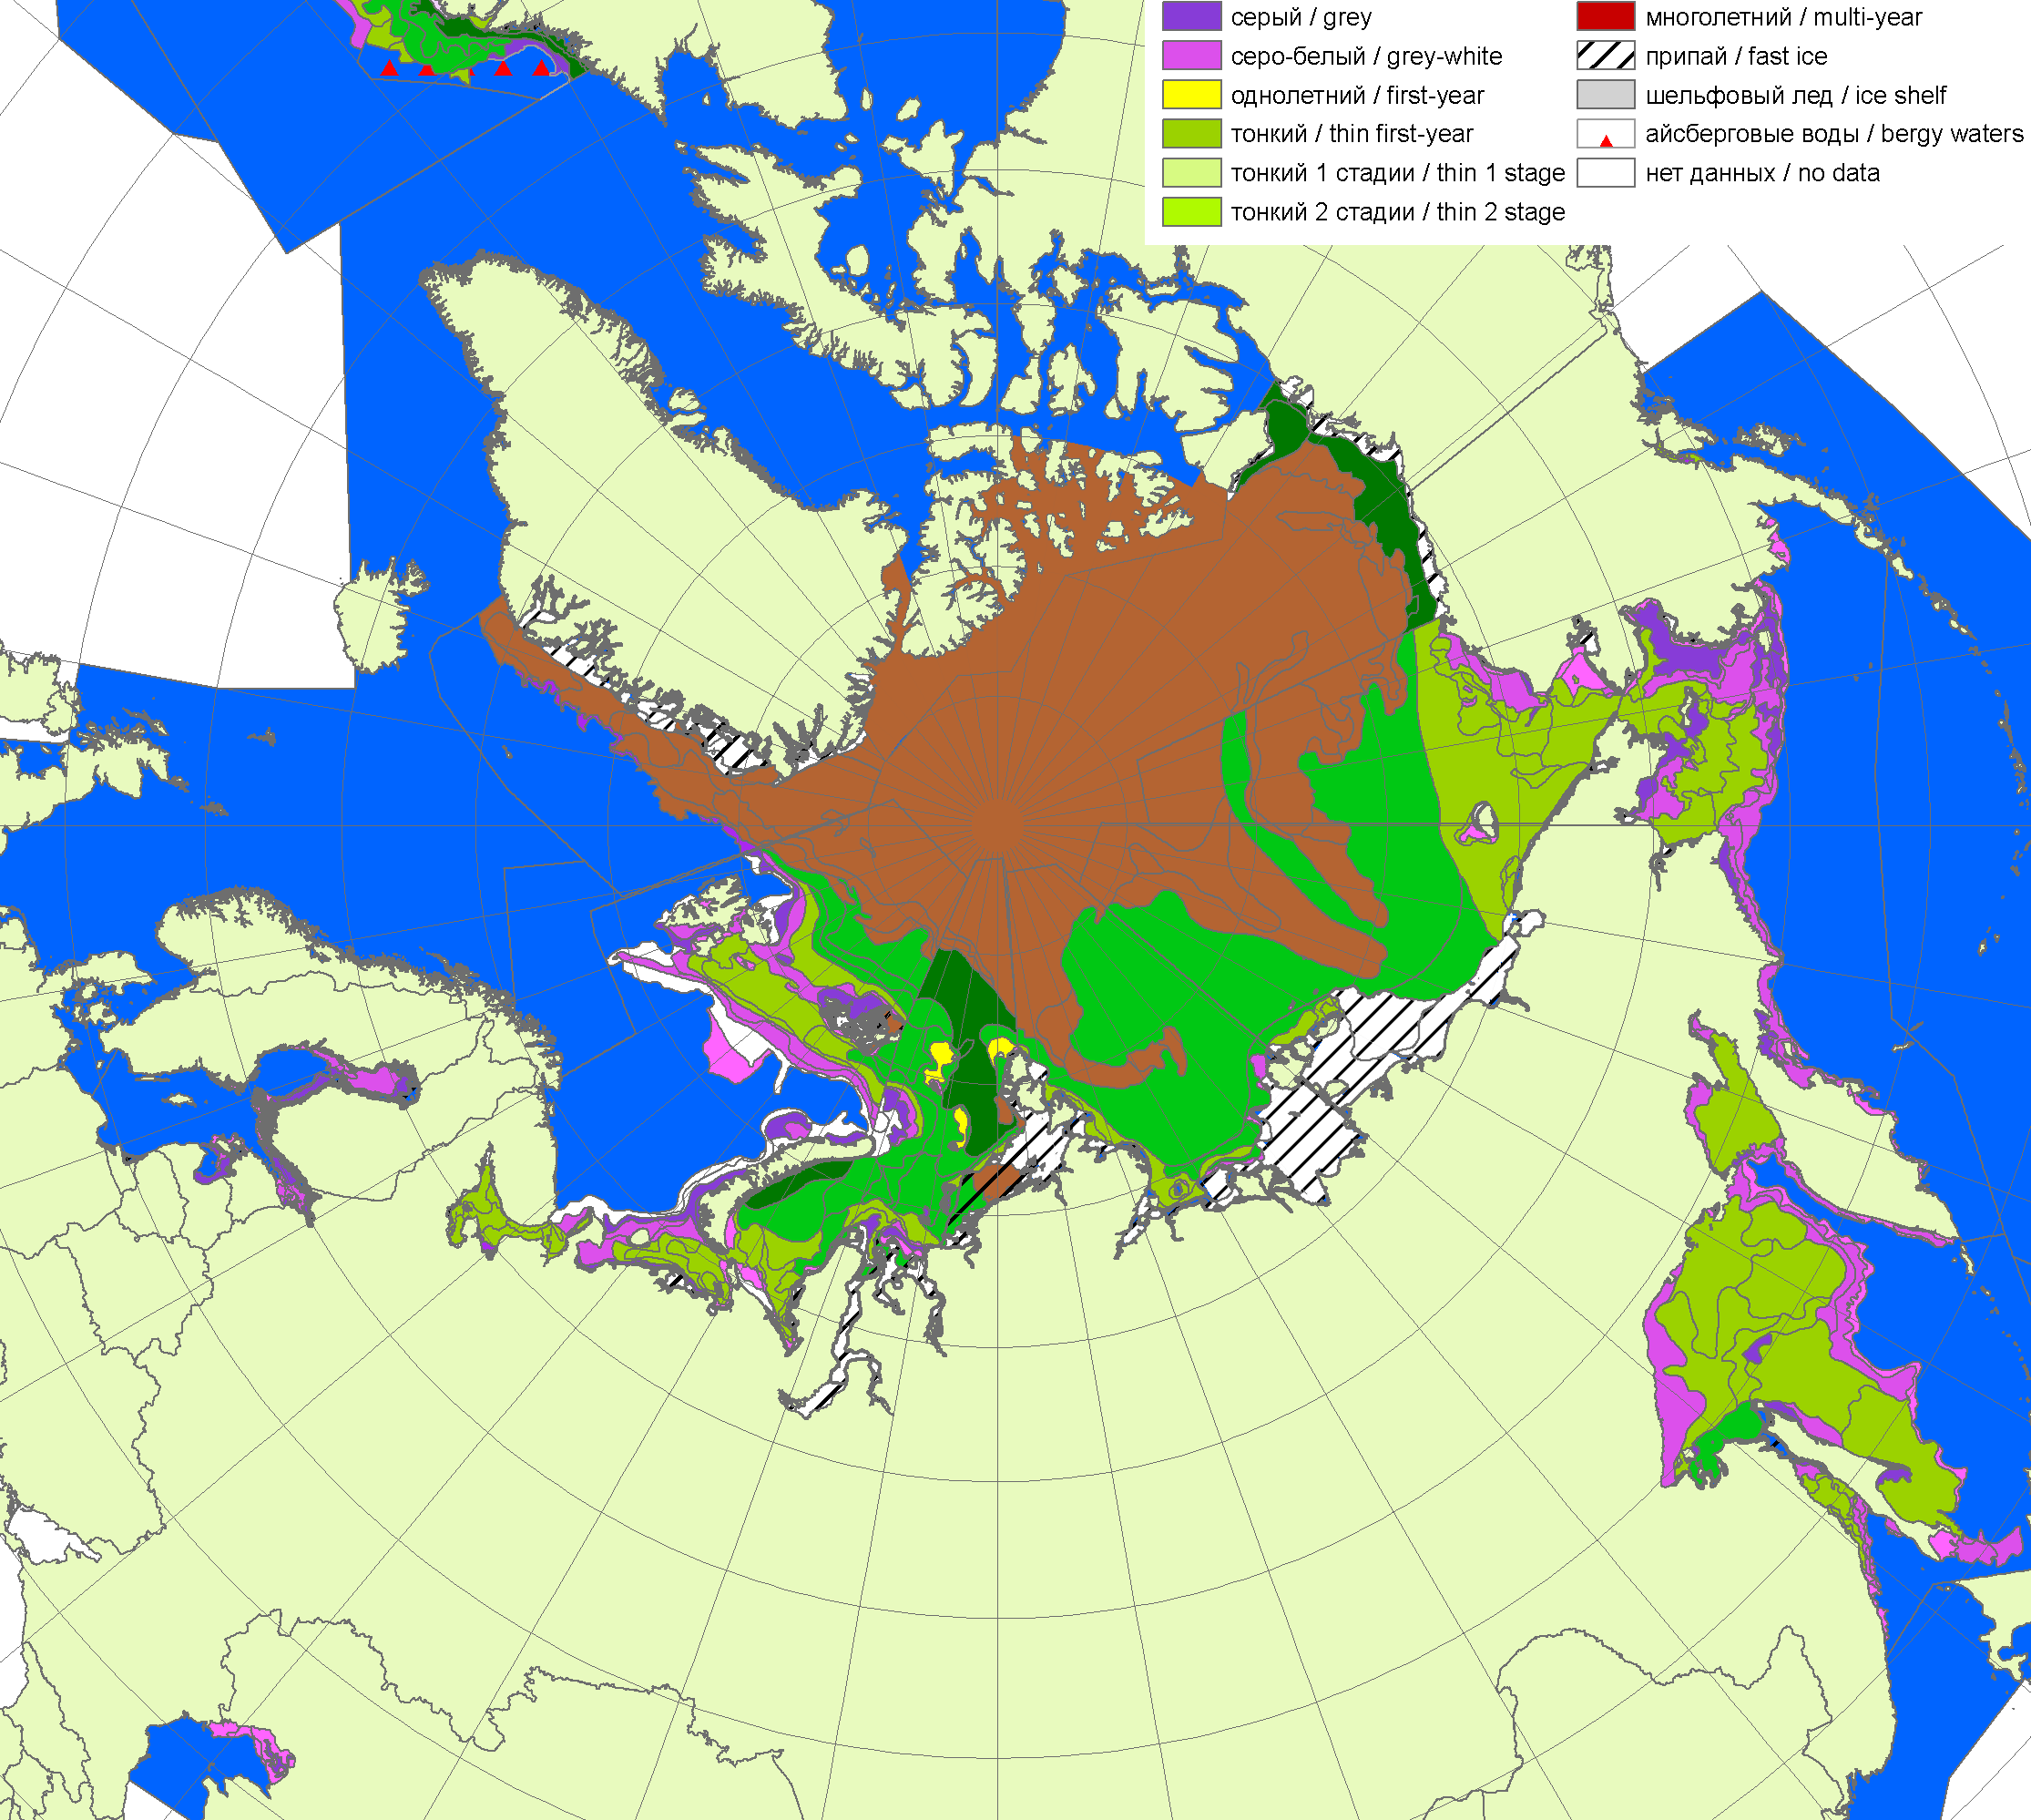 серый / grey
серо-белый / grey-white
однолетний / first-year
тонкий / thin first-year
тонкий 1 стадии / thin 1 stage
тонкий 2 стадии / thin 2 stage
многолетний / multi-year
припай / fast ice
шельфовый лед / ice shelf
айсберговые воды / bergy waters
нет данных / no data